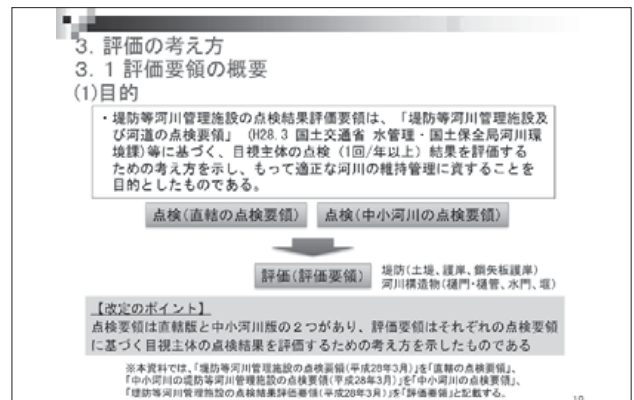 3. 評価の考え方
3. 1 評価要領の概要
(1)目的
・堤防等河川管理施設の点検結果評価要領は、「堤防等河川管理施設及
び河道の点検要領」（H28.3 国土交通省 水管理・国土保全局河川環
境課)等に基づく、目視主体の点検（1回/年以上）結果を評価する
ための考え方を示し、もって適正な河川の維持管理に資することを
目的としたものである。
点検(直轄の点検要領)
点検(中小河川の点検要領)
評価(評価要領)
堤防(土堤、護岸、鋼矢板護岸)
河川構造物(樋門・樋管、水門、堰)
【改定のポイント】
点検要領は直轄版と中小河川版の２つがあり、評価要領はそれぞれの点検要領
に基づく目視主体の点検結果を評価するための考え方を示したものである
※本資料では、「堤防等河川管理施設の点検要領(平成28年3月)」を「直轄の点検要領」、
「中小河川の堤防等河川管理施設の点検要領(平成28年3月)」を「中小河川の点検要領」、
「堤防等河川管理施設の点検結果評価要領(平成28年3月)」を「評価要領」と記載する。